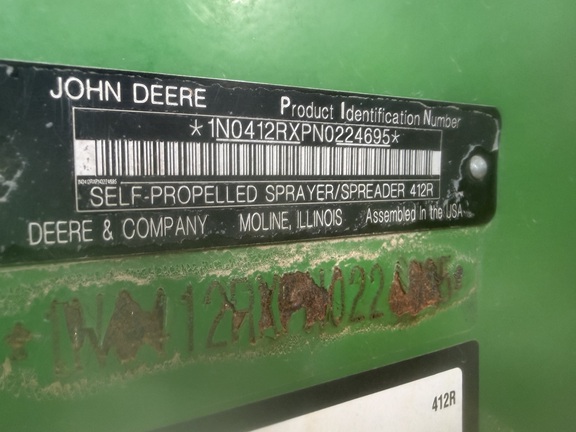 JOHN DEERE
Product Identification Number
*1N0412RXPN0224695*
1N0412RXPN0224695
SELF-PROPELLED SPRAYER/SPREADER 412R
DEERE & COMPANY MOLINE, ILLINOIS Assembled in the USA
412R